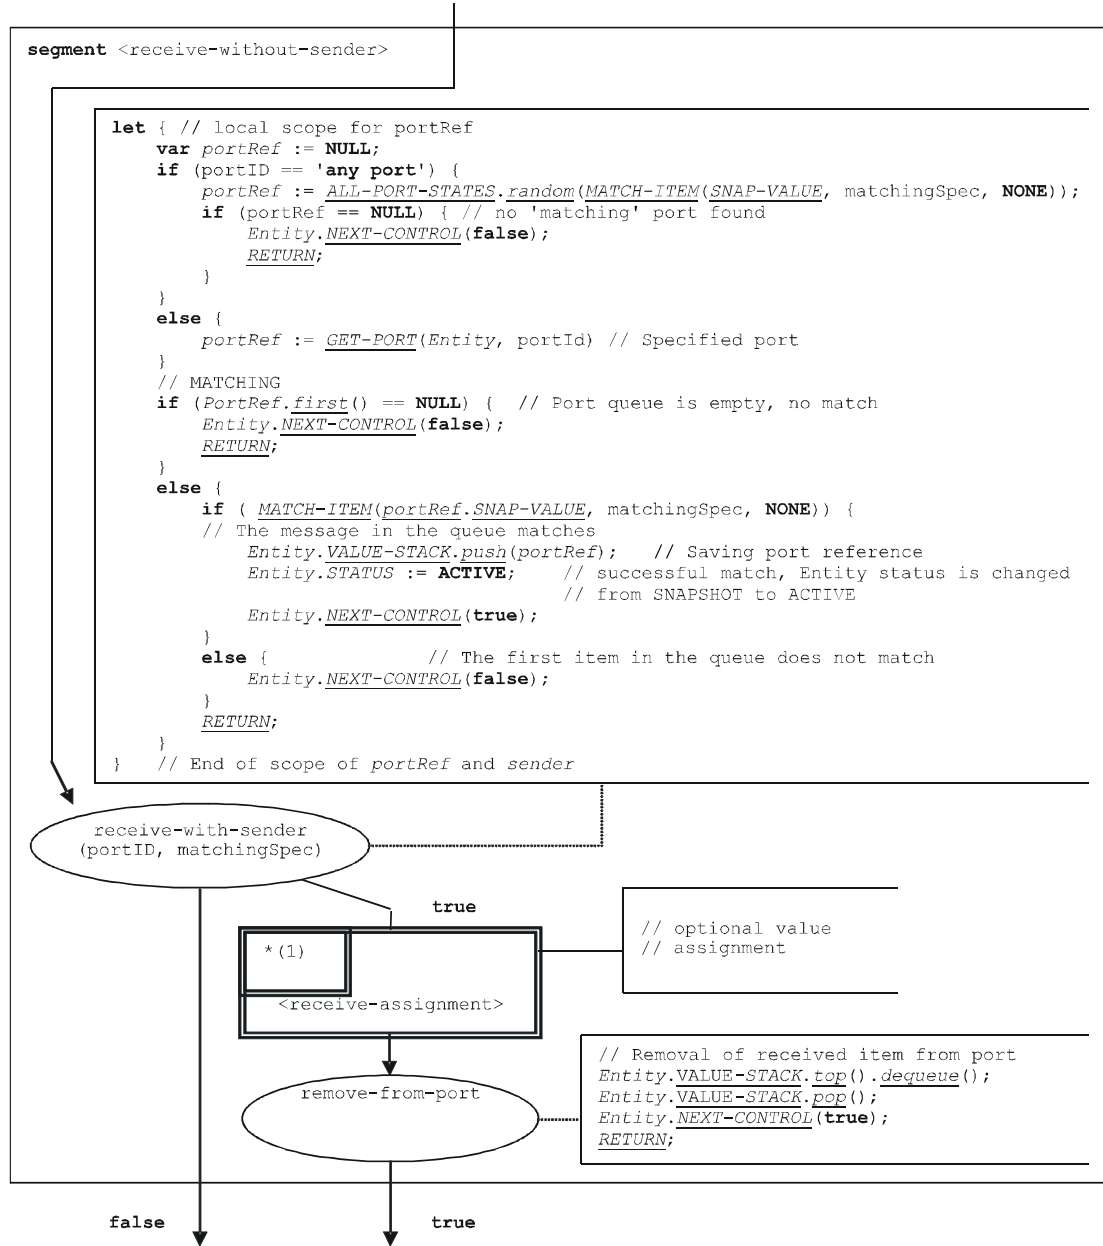 segment <receive-without-sender>
let { // local scope for portRef
var portRef := NULL;
if (portID == 'any port') {
portRef := ALL-PORT-STATES.random(MATCH-ITEM(SNAP-VALUE, matchingSpec, NONE));
if (portRef == NULL) { // no 'matching' port found
Entity.NEXT-CONTROL(false);
RETURN;
}
}
else {
portRef := GET-PORT(Entity, portId) // Specified port
}
// MATCHING
if (PortRef.first() == NULL) { // Port queue is empty, no match
Entity.NEXT-CONTROL(false);
RETURN;
}
else {
if ( MATCH-ITEM(portRef.SNAP-VALUE, matchingSpec, NONE)) {
// The message in the queue matches
Entity.VALUE-STACK.push(portRef); // Saving port reference
Entity.STATUS := ACTIVE; // successful match, Entity status is changed
// from SNAPSHOT to ACTIVE
Entity.NEXT-CONTROL(true);
}
else { // The first item in the queue does not match
Entity.NEXT-CONTROL(false);
}
RETURN;
}
} // End of scope of portRef and sender
receive-with-sender
(portID, matchingSpec)
true
*(1)
<receive-assignment>
// optional value
// assignment
remove-from-port
// Removal of received item from port
Entity.VALUE-STACK.top().dequeue();
Entity.VALUE-STACK.pop();
Entity.NEXT-CONTROL(true);
RETURN;
false
true